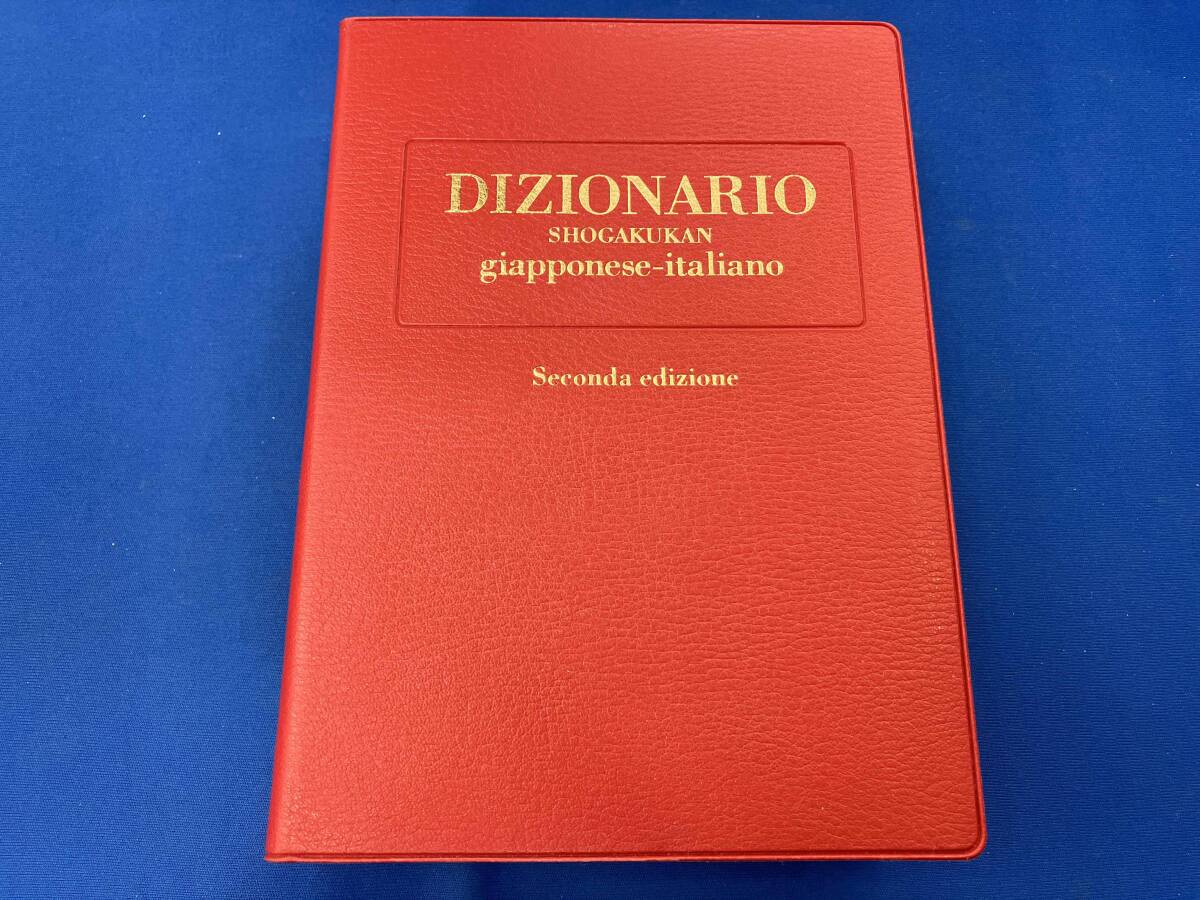 DIZIONARIO
SHOGAKUKAN
giapponese-italiano
Seconda edizione